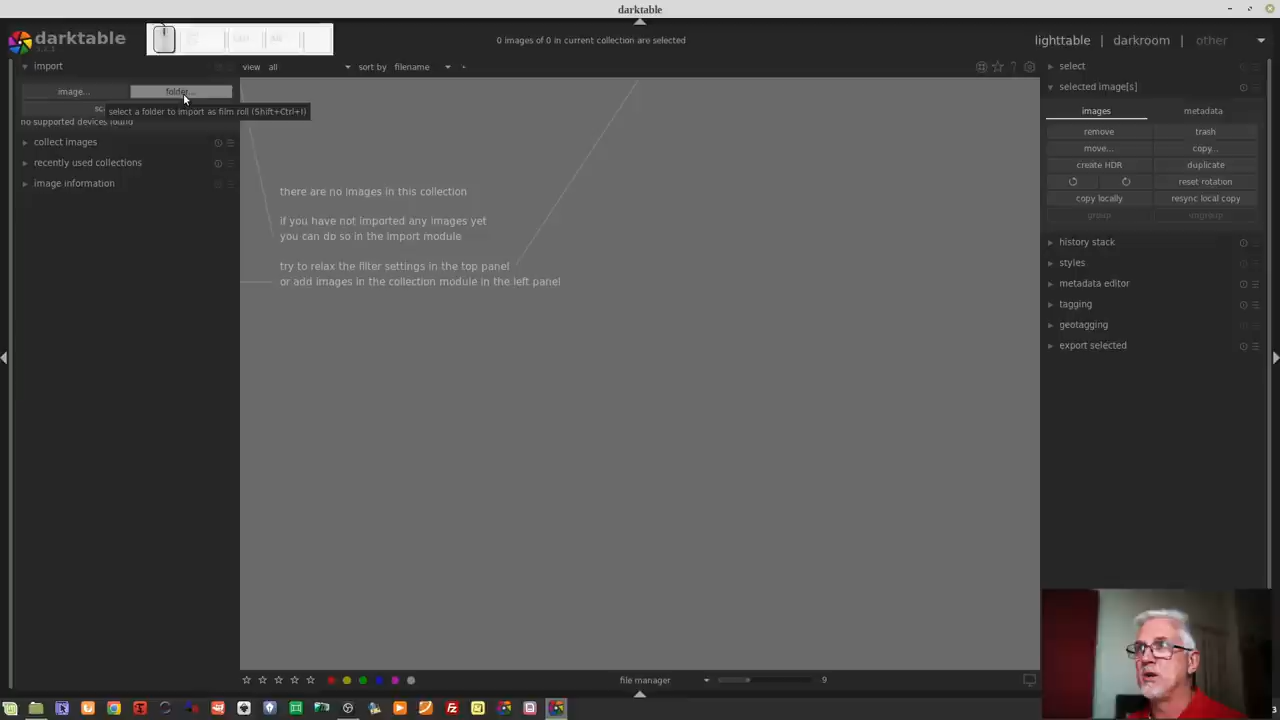 darktable
darktable
0 images of 0 in current collection are selected
lighttable | darkroom | other
import
view all sort by filename
select
image... folder...
selected image[s]
select a folder to import as film roll (Shift+Ctrl+I)
no supported devices found
images metadata
remove trash
collect images
move... copy...
recently used collections
create HDR duplicate
image information
reset rotation
there are no images in this collection
copy locally resync local copy
group ungroup
if you have not imported any images yet
you can do so in the import module
history stack
try to relax the filter settings in the top panel
styles
or add images in the collection module in the left panel
metadata editor
tagging
geotagging
export selected
file manager 9